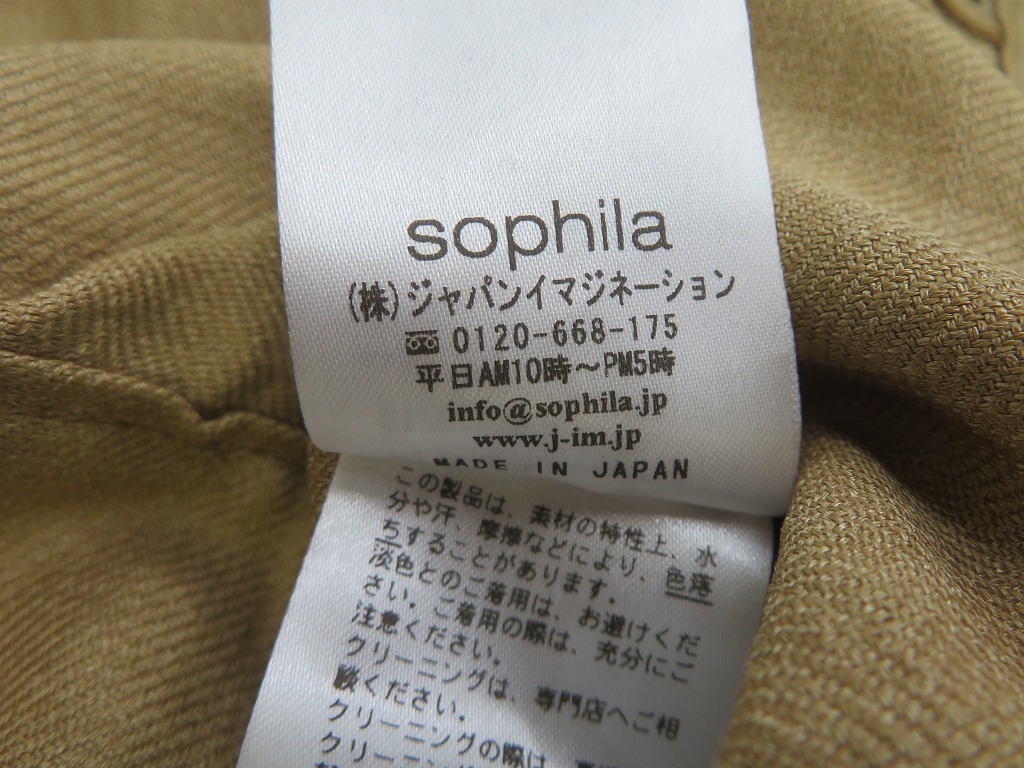 sophila
(株)ジャパンイマジネーション
0120-668-175
平日AM10時～PM5時
info@sophila.jp
www.j-im.jp
MADE IN JAPAN
この製品は、素材の特性上、水
分や汗、摩擦などにより、色落
ちすることがあります。
淡色とのご着用は、お避けくだ
さい。ご着用の際は、充分にご
注意ください。
クリーニングは、専門店へご相
談ください。
クリーニングの際は
クリーニン